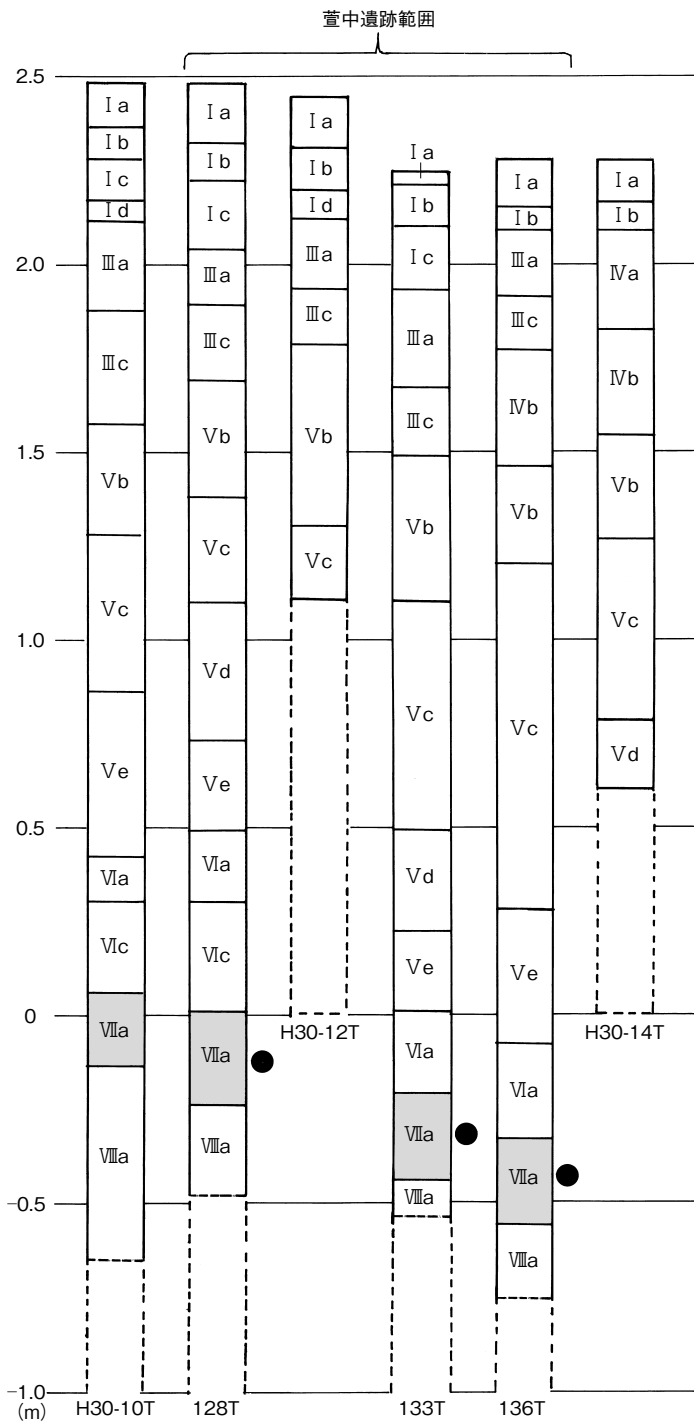 萱中遺跡範囲
2.5
2.0
1.5
1.0
0.5
0
-0.5
-1.0
(m)
Ⅰa
Ⅰb
Ⅰc
Ⅰd
Ⅲa
Ⅲc
Ⅴb
Ⅴc
Ⅴe
Ⅵa
Ⅵc
Ⅶa
Ⅷa
H30-10T
Ⅰa
Ⅰb
Ⅰc
Ⅲa
Ⅲc
Ⅴb
Ⅴc
Ⅴd
Ⅴe
Ⅵa
Ⅵc
Ⅶa
Ⅷa
128T
Ⅰa
Ⅰb
Ⅰd
Ⅲa
Ⅲc
Ⅴb
Ⅴc
H30-12T
Ⅰa
Ⅰb
Ⅰc
Ⅲa
Ⅲc
Ⅴb
Ⅴc
Ⅴd
Ⅴe
Ⅵa
Ⅶa
Ⅷa
133T
Ⅰa
Ⅰb
Ⅲa
Ⅲc
Ⅳb
Ⅴb
Ⅴc
Ⅴe
Ⅵa
Ⅶa
Ⅷa
136T
Ⅰa
Ⅰb
Ⅳa
Ⅳb
Ⅴb
Ⅴc
Ⅴd
H30-14T